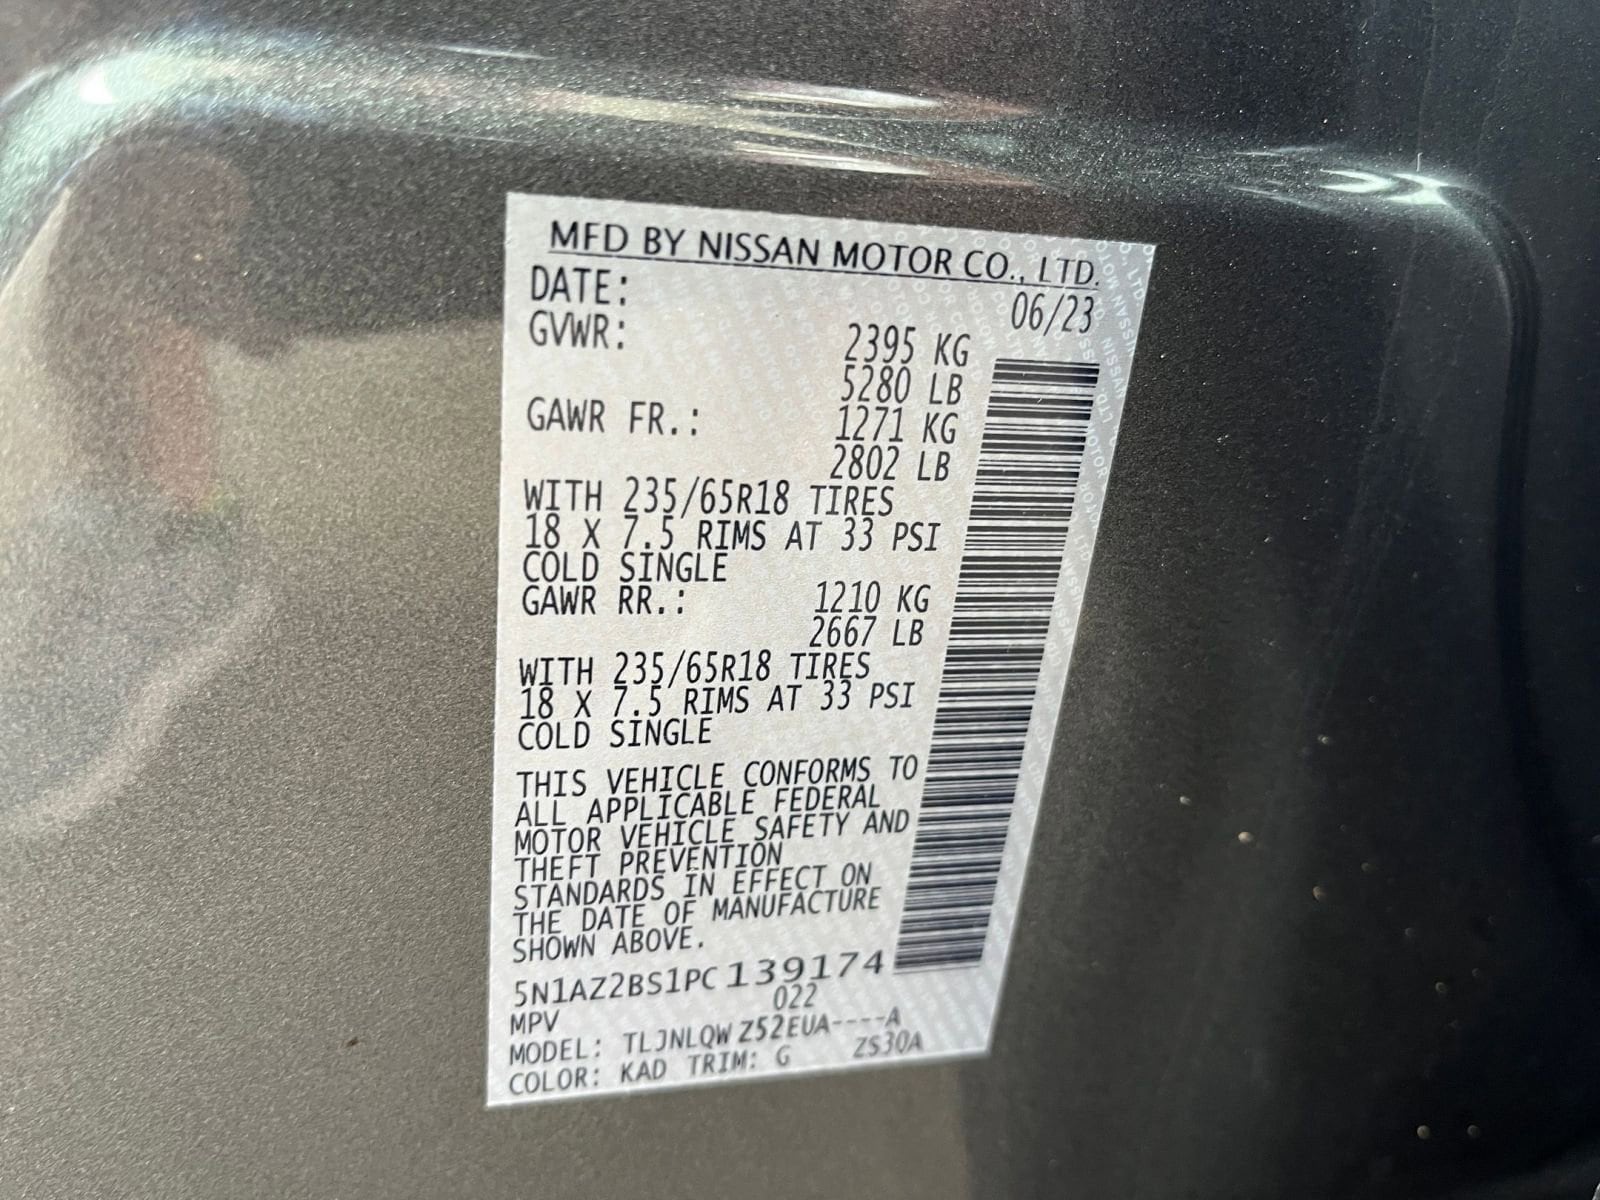 MFD BY NISSAN MOTOR CO., LTD.
DATE: 06/23
GVWR: 2395 KG
5280 LB
GAWR FR.: 1271 KG
2802 LB
WITH 235/65R18 TIRES
18 X 7.5 RIMS AT 33 PSI
COLD SINGLE
GAWR RR.: 1210 KG
2667 LB
WITH 235/65R18 TIRES
18 X 7.5 RIMS AT 33 PSI
COLD SINGLE
THIS VEHICLE CONFORMS TO
ALL APPLICABLE FEDERAL
MOTOR VEHICLE SAFETY AND
THEFT PREVENTION
STANDARDS IN EFFECT ON
THE DATE OF MANUFACTURE
SHOWN ABOVE.
5N1AZ2BS1PC139174
MPV 022
MODEL: TLJNLQW Z52EUA----A
COLOR: KAD TRIM: G ZS30A